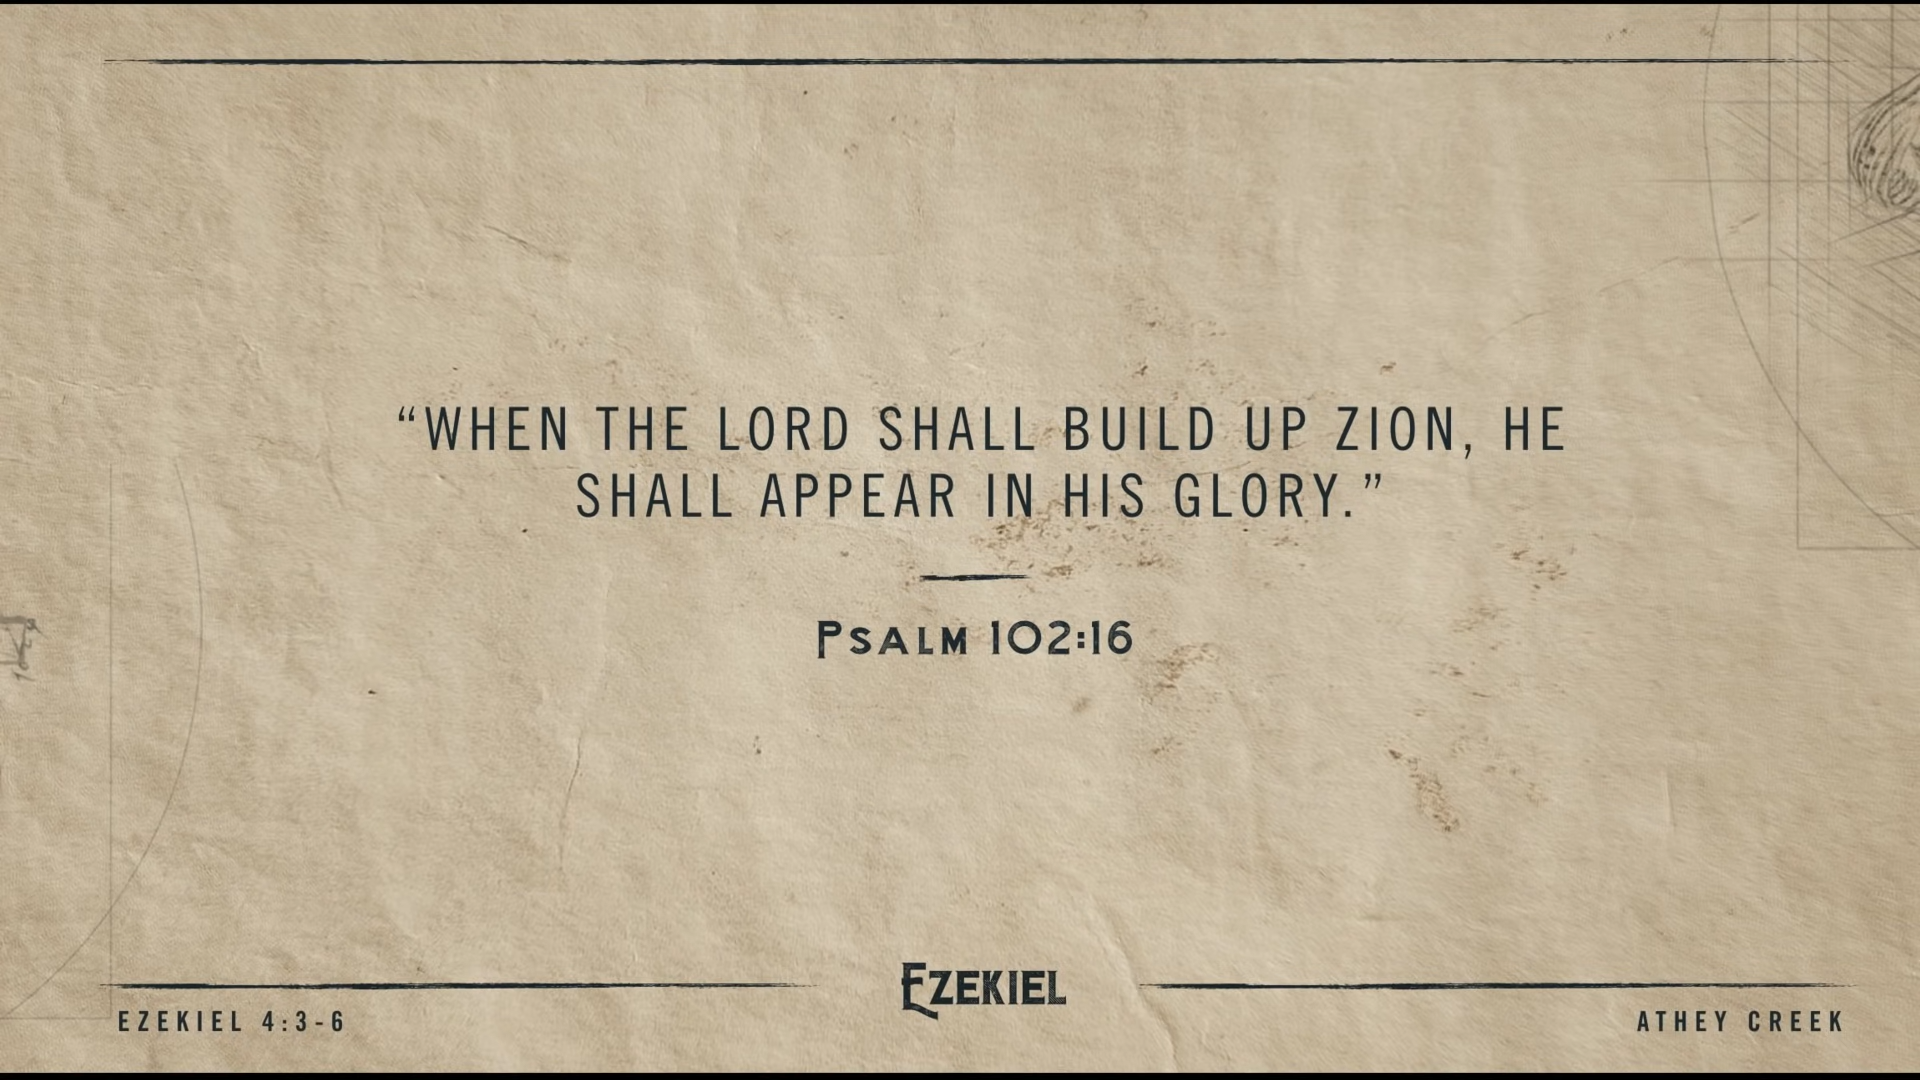 “WHEN THE LORD SHALL BUILD UP ZION, HE
SHALL APPEAR IN HIS GLORY.”
PSALM 102:16
EZEKIEL
EZEKIEL 4:3-6
ATHEY CREEK